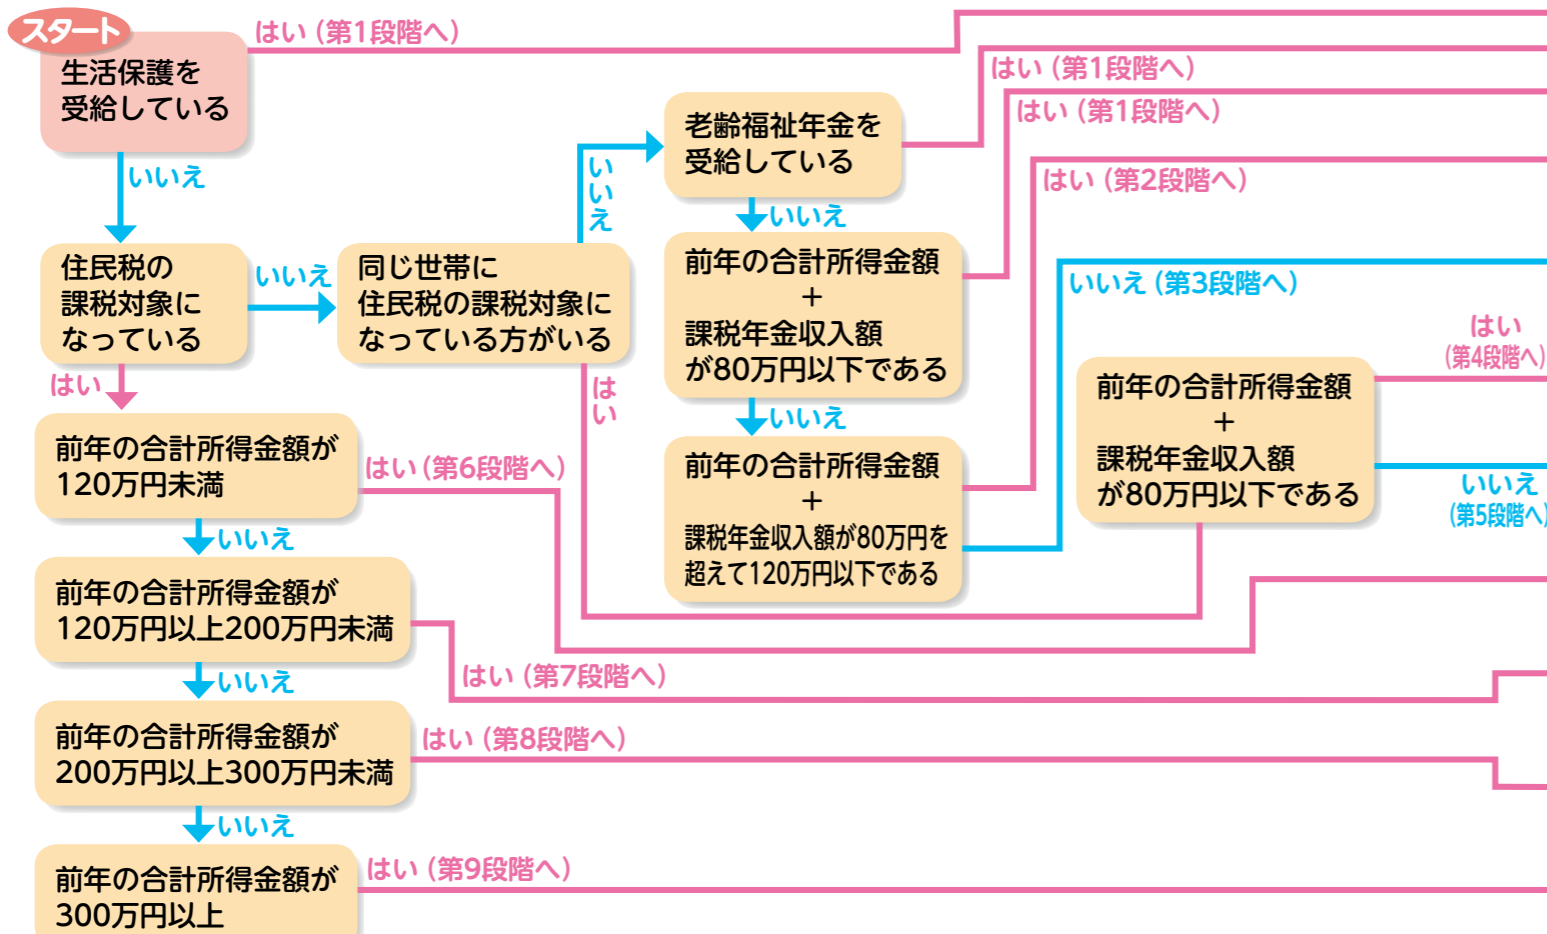 スタート
生活保護を
受給している
はい（第1段階へ）
いいえ
住民税の
課税対象に
なっている
いいえ
同じ世帯に
住民税の課税対象に
なっている方がいる
いいえ
老齢福祉年金を
受給している
はい（第1段階へ）
いいえ
前年の合計所得金額
＋
課税年金収入額
が80万円以下である
はい（第1段階へ）
いいえ
前年の合計所得金額
＋
課税年金収入額が80万円を
超えて120万円以下である
はい（第2段階へ）
いいえ（第3段階へ）
はい
前年の合計所得金額
＋
課税年金収入額
が80万円以下である
はい
（第4段階へ）
いいえ
（第5段階へ）
はい
前年の合計所得金額が
120万円未満
はい（第6段階へ）
いいえ
前年の合計所得金額が
120万円以上200万円未満
はい（第7段階へ）
いいえ
前年の合計所得金額が
200万円以上300万円未満
はい（第8段階へ）
いいえ
前年の合計所得金額が
300万円以上
はい（第9段階へ）